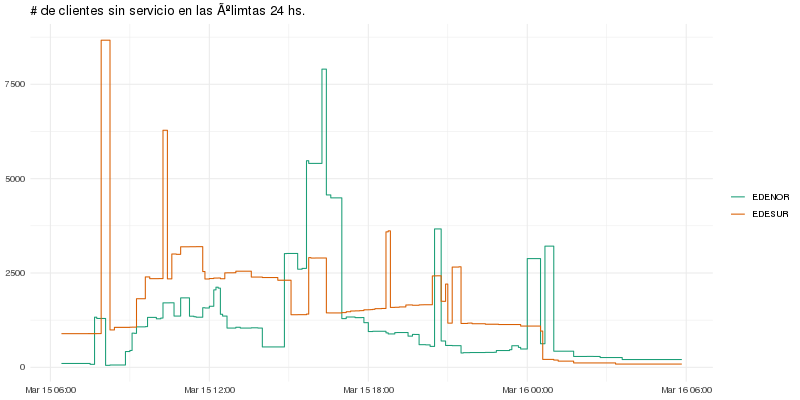 # de clientes sin servicio en las Ãºlimtas 24 hs.
7500
5000
2500
0
Mar 15 06:00
Mar 15 12:00
Mar 15 18:00
Mar 16 00:00
Mar 16 06:00
EDENOR
EDESUR